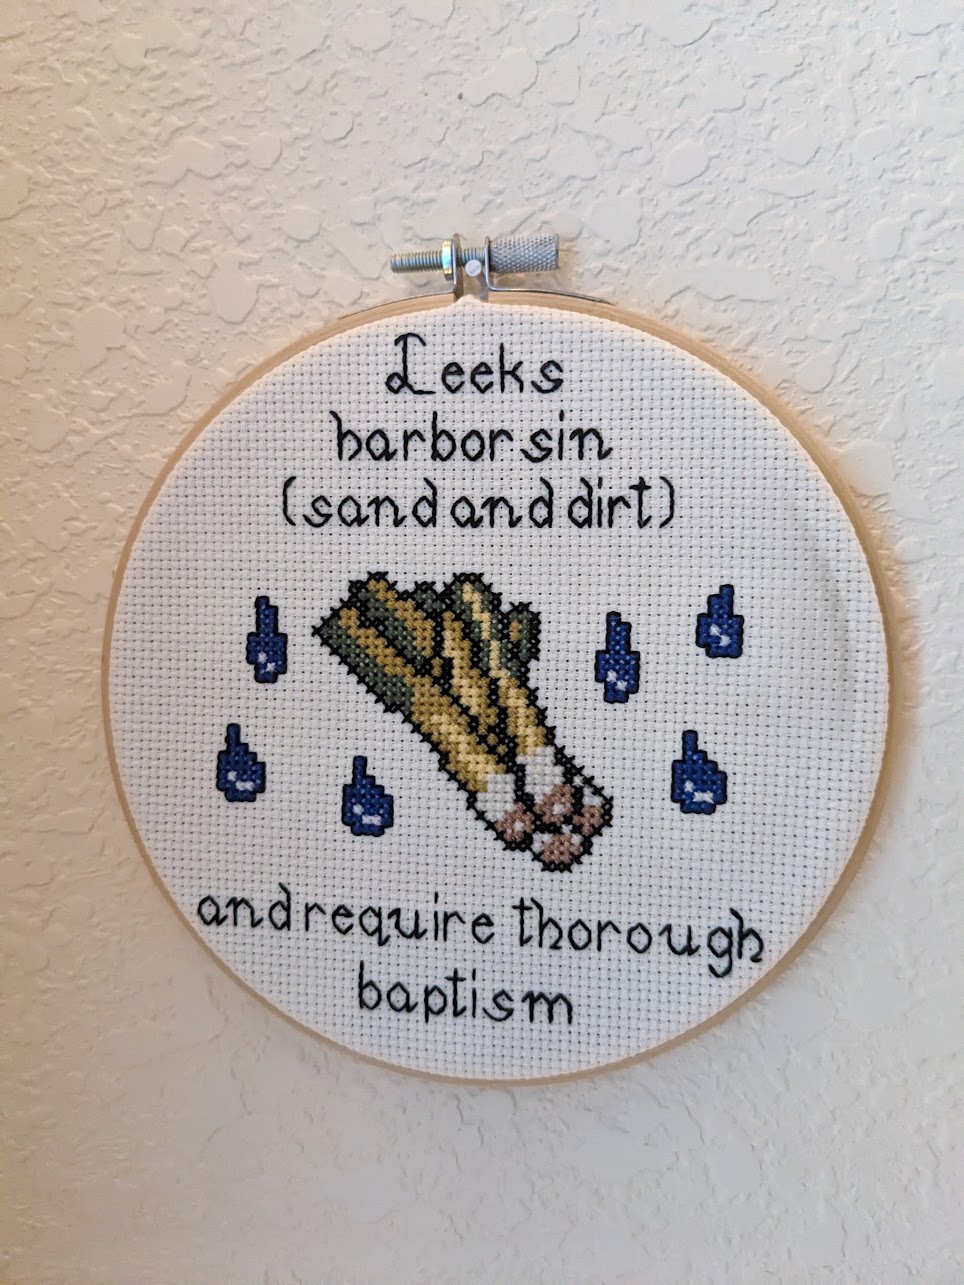 Leeks
harbor sin
(sand and dirt)
and require thorough
baptism